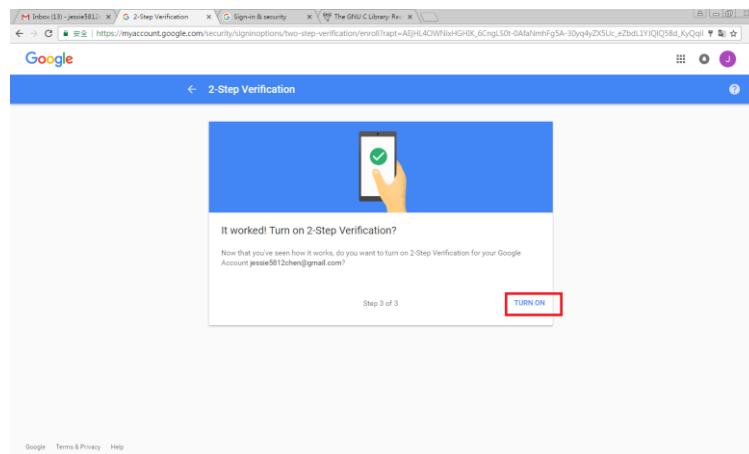 Inbox (13) - jessie5812
2-Step Verification
Sign-in & security
The GNU C Library: Re
安全
https://myaccount.google.com/security/signinoptions/two-step-verification/enroll?rapt=
Google
J
2-Step Verification
It worked! Turn on 2-Step Verification?
Now that you've seen how it works, do you want to turn on 2-Step Verification for your Google
Account jessie5812chen@gmail.com?
Step 3 of 3
TURN ON
Google Terms & Privacy Help